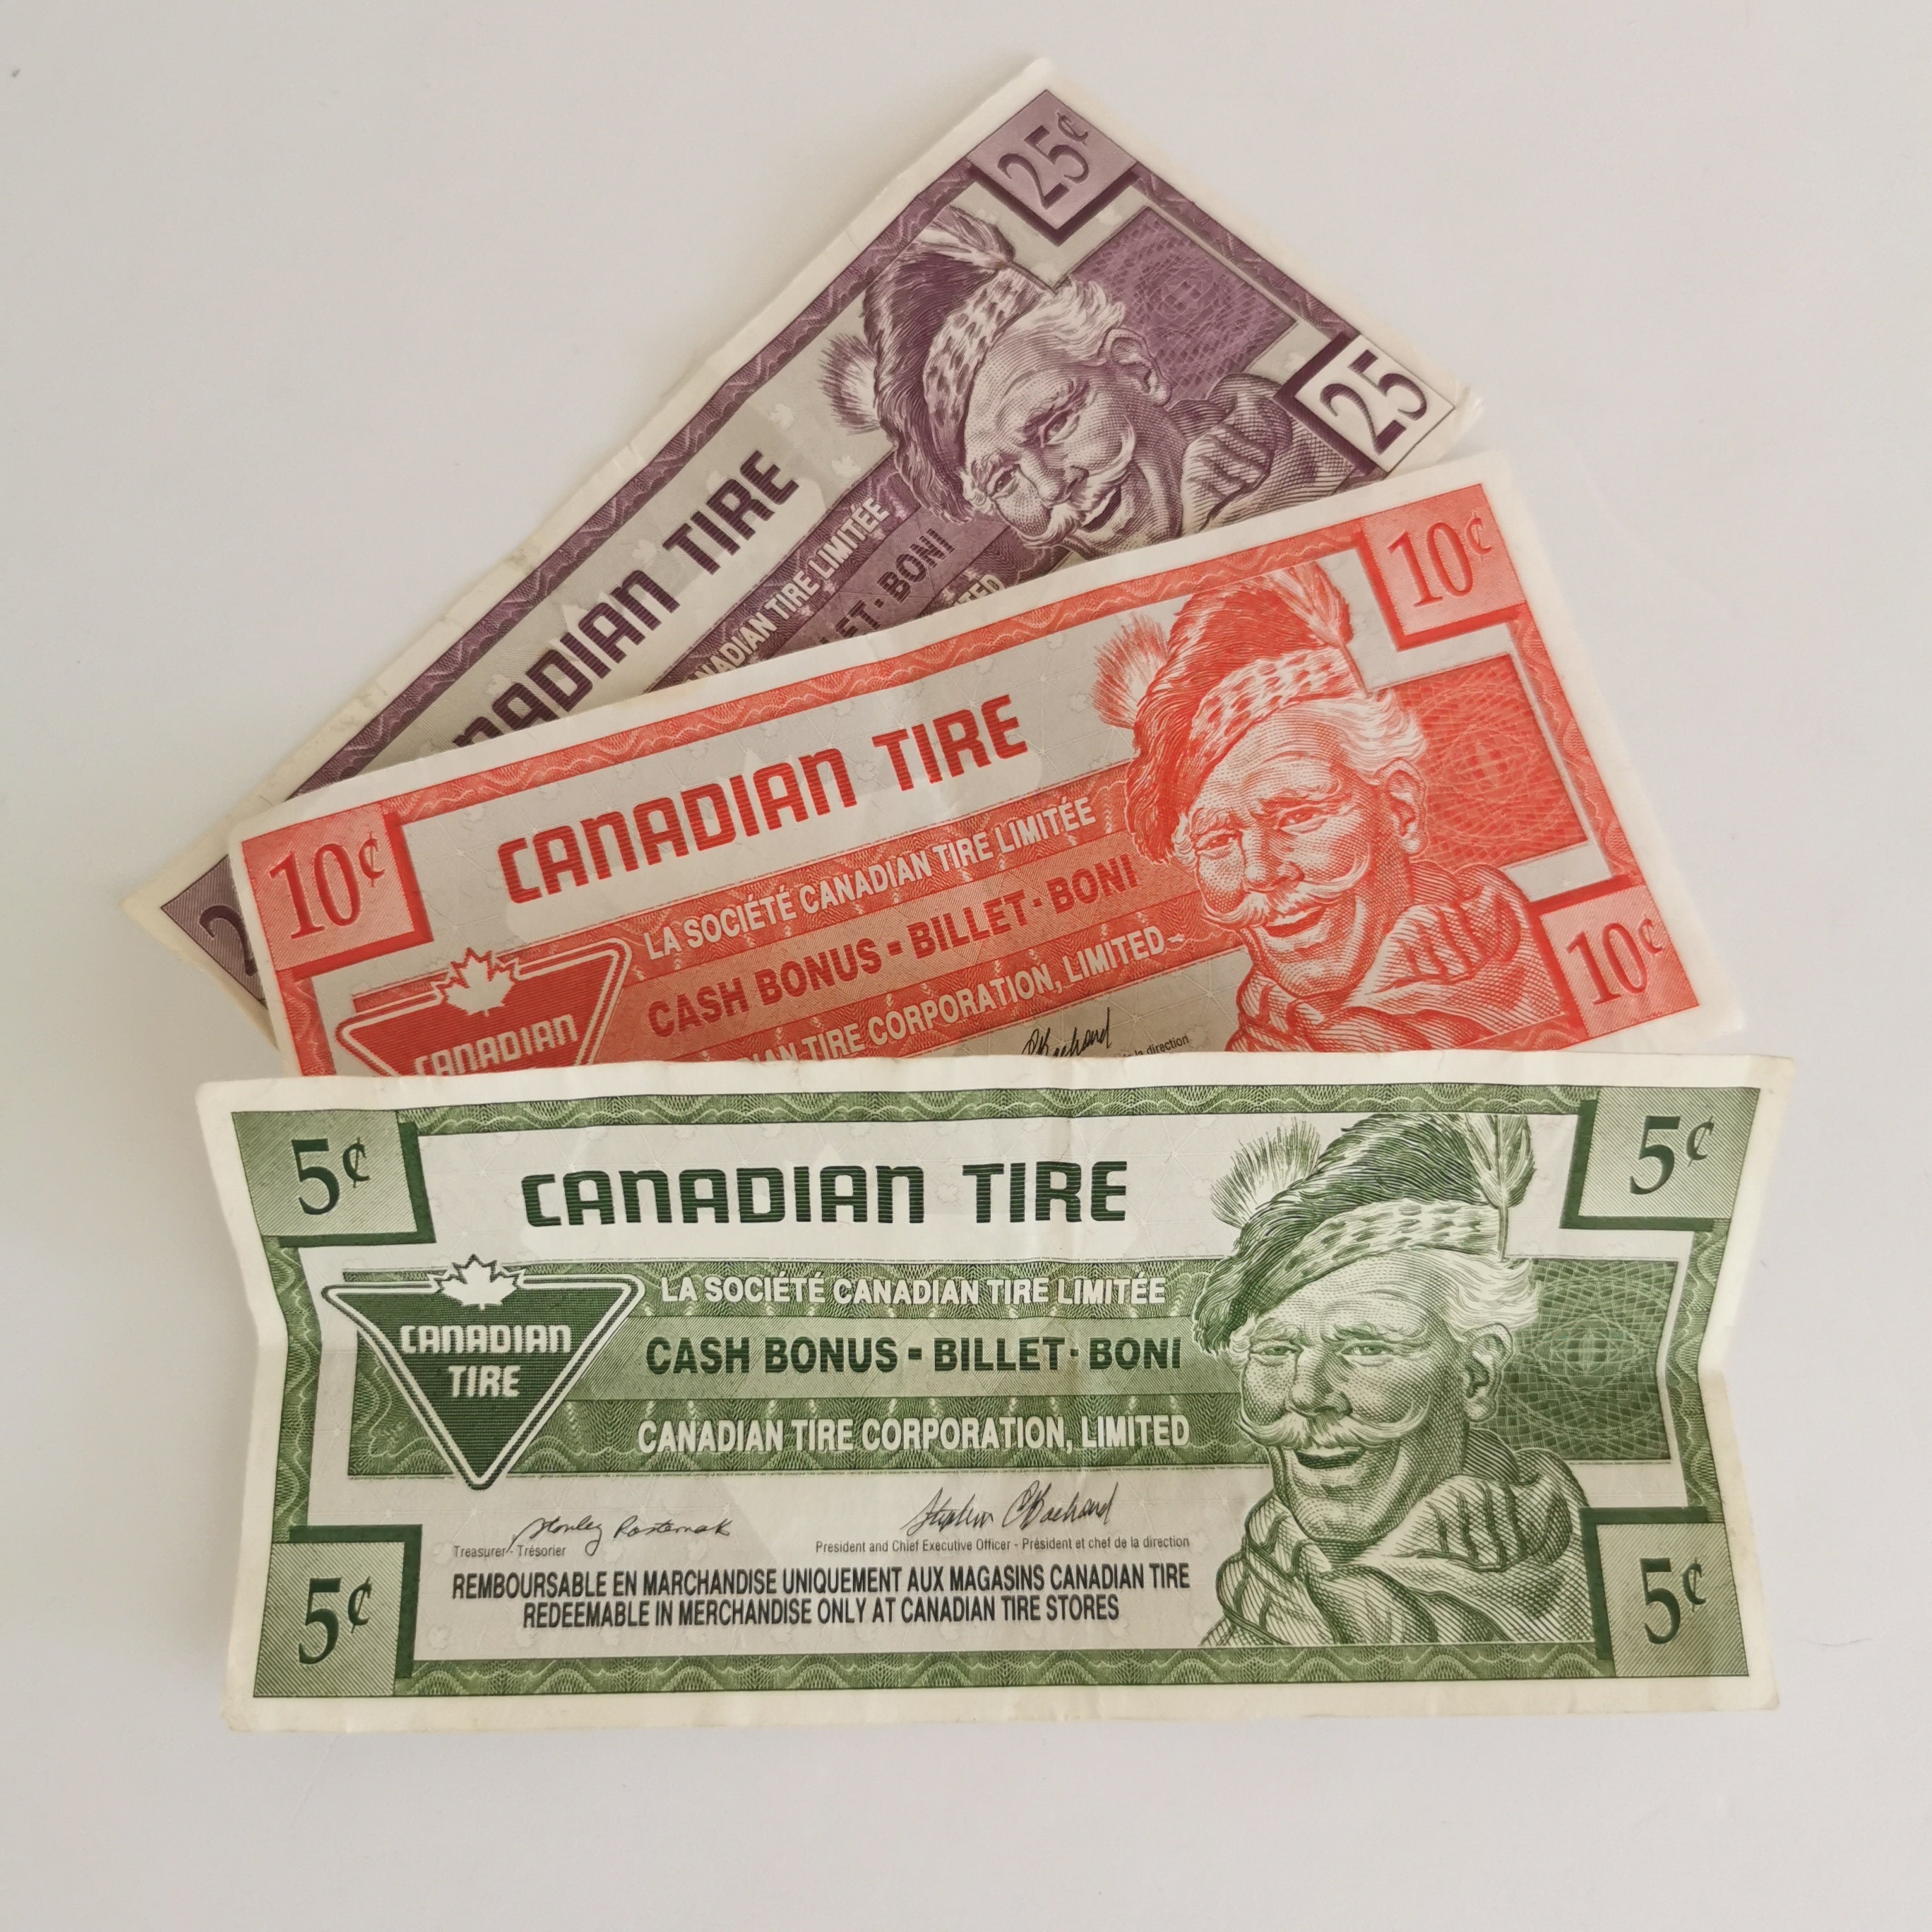 25¢
25
TIRE
CANADIAN TIRE LIMITÉE
BONI
10¢
10¢
CANADIAN TIRE
LA SOCIÉTÉ CANADIAN TIRE LIMITÉE
CASH BONUS - BILLET · BONI
TIRE CORPORATION, LIMITED
CANADIAN
10¢
de la direction
5¢
5¢
CANADIAN TIRE
LA SOCIÉTÉ CANADIAN TIRE LIMITÉE
CANADIAN
TIRE
CASH BONUS - BILLET · BONI
CANADIAN TIRE CORPORATION, LIMITED
Treasurer - Trésorier
President and Chief Executive Officer - Président et chef de la direction
REMBOURSABLE EN MARCHANDISE UNIQUEMENT AUX MAGASINS CANADIAN TIRE
REDEEMABLE IN MERCHANDISE ONLY AT CANADIAN TIRE STORES
5¢
5¢